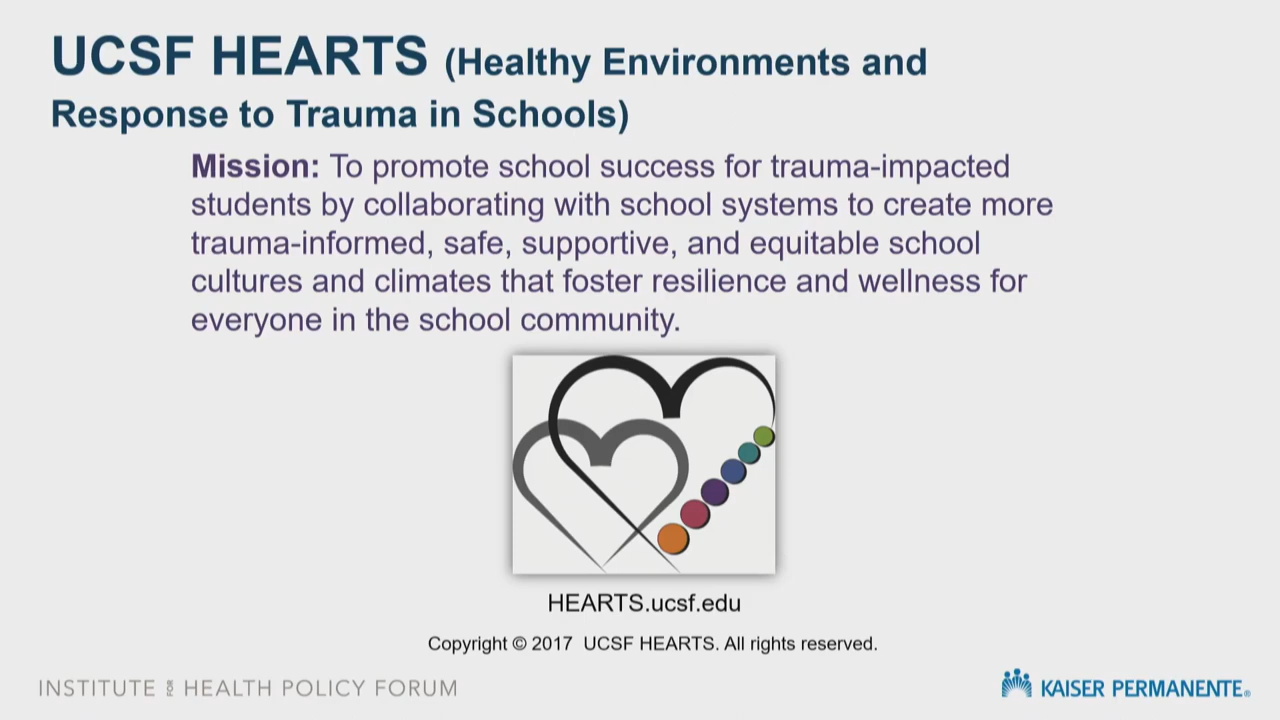 UCSF HEARTS (Healthy Environments and
Response to Trauma in Schools)
Mission: To promote school success for trauma-impacted
students by collaborating with school systems to create more
trauma-informed, safe, supportive, and equitable school
cultures and climates that foster resilience and wellness for
everyone in the school community.
HEARTS.ucsf.edu
Copyright © 2017 UCSF HEARTS. All rights reserved.
INSTITUTE FOR HEALTH POLICY FORUM
KAISER PERMANENTE®